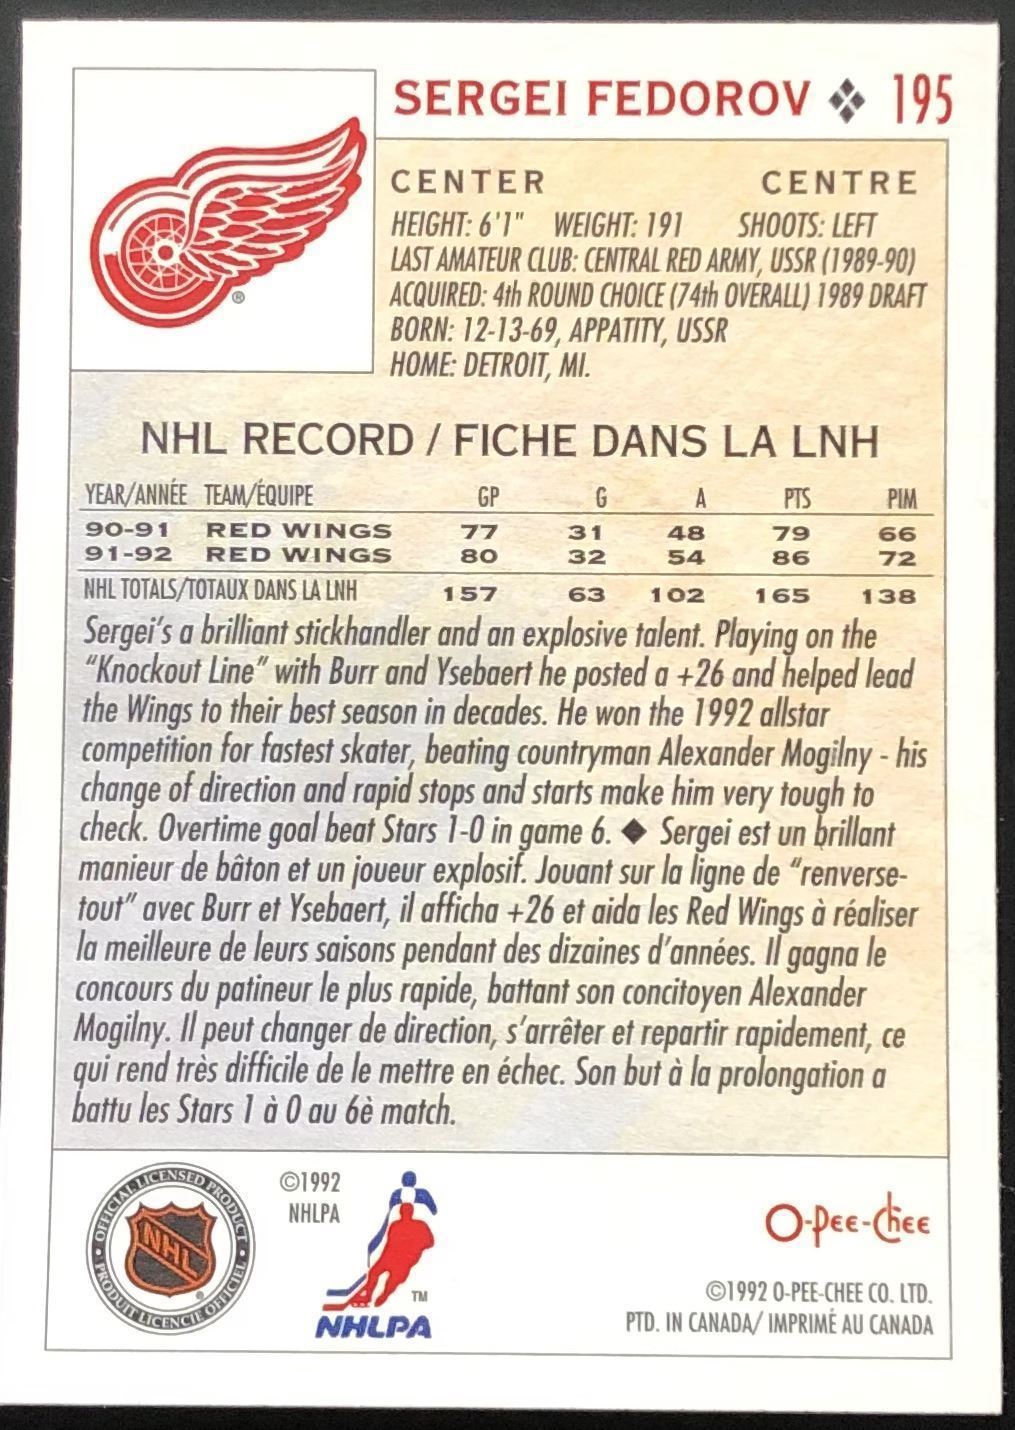 SERGEI FEDOROV 195
CENTER CENTRE
HEIGHT: 6'1" WEIGHT: 191 SHOOTS: LEFT
LAST AMATEUR CLUB: CENTRAL RED ARMY, USSR (1989-90)
ACQUIRED: 4th ROUND CHOICE (74th OVERALL) 1989 DRAFT
BORN: 12-13-69, APPATITY, USSR
HOME: DETROIT, MI.
®
NHL RECORD / FICHE DANS LA LNH
YEAR/ANNÉE TEAM/ÉQUIPE GP G A PTS PIM
90-91 RED WINGS 77 31 48 79 66
91-92 RED WINGS 80 32 54 86 72
NHL TOTALS/TOTAUX DANS LA LNH 157 63 102 165 138
Sergei's a brilliant stickhandler and an explosive talent. Playing on the
"Knockout Line" with Burr and Ysebaert he posted a +26 and helped lead
the Wings to their best season in decades. He won the 1992 allstar
competition for fastest skater, beating countryman Alexander Mogilny - his
change of direction and rapid stops and starts make him very tough to
check. Overtime goal beat Stars 1-0 in game 6. ◆ Sergei est un brillant
manieur de bâton et un joueur explosif. Jouant sur la ligne de "renverse-
tout" avec Burr et Ysebaert, il afficha +26 et aida les Red Wings à réaliser
la meilleure de leurs saisons pendant des dizaines d'années. Il gagna le
concours du patineur le plus rapide, battant son concitoyen Alexander
Mogilny. Il peut changer de direction, s'arrêter et repartir rapidement, ce
qui rend très difficile de le mettre en échec. Son but à la prolongation a
battu les Stars 1 à 0 au 6è match.
OFFICIAL LICENSED PRODUCT
NHL
®
PRODUIT LICENCIE OFFICIEL
©1992
NHLPA
TM
NHLPA
O-Pee-Chee
©1992 O-PEE-CHEE CO. LTD.
PTD. IN CANADA/ IMPRIMÉ AU CANADA